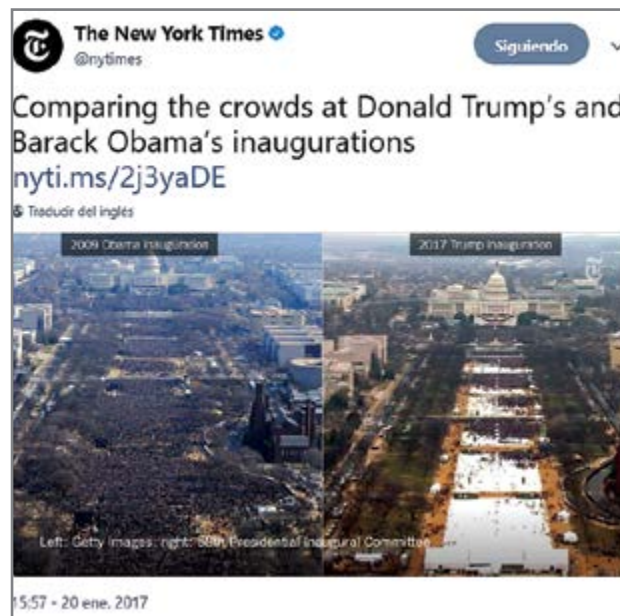 The New York Times
@nytimes
Siguiendo
Comparing the crowds at Donald Trump's and
Barack Obama's inaugurations
nyti.ms/2j3yaDE
Traducir del inglés
2009 Obama inauguration
2017 Trump inauguration
Left: Getty Images; right: 58th Presidential Inaugural Committee
15:57 - 20 ene. 2017